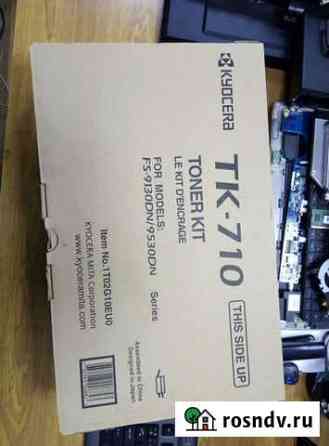 KYOCERA
TK-710
TONER KIT
LE KIT D'ENCRAGE
THIS SIDE UP
FOR MODELS:
FS-9130DN/9530DN Series
Item No.1T02G10EU0
KYOCERA MITA Corporation
www.kyoceramita.com
Assembled in China
Designed in Japan
rosndv.ru